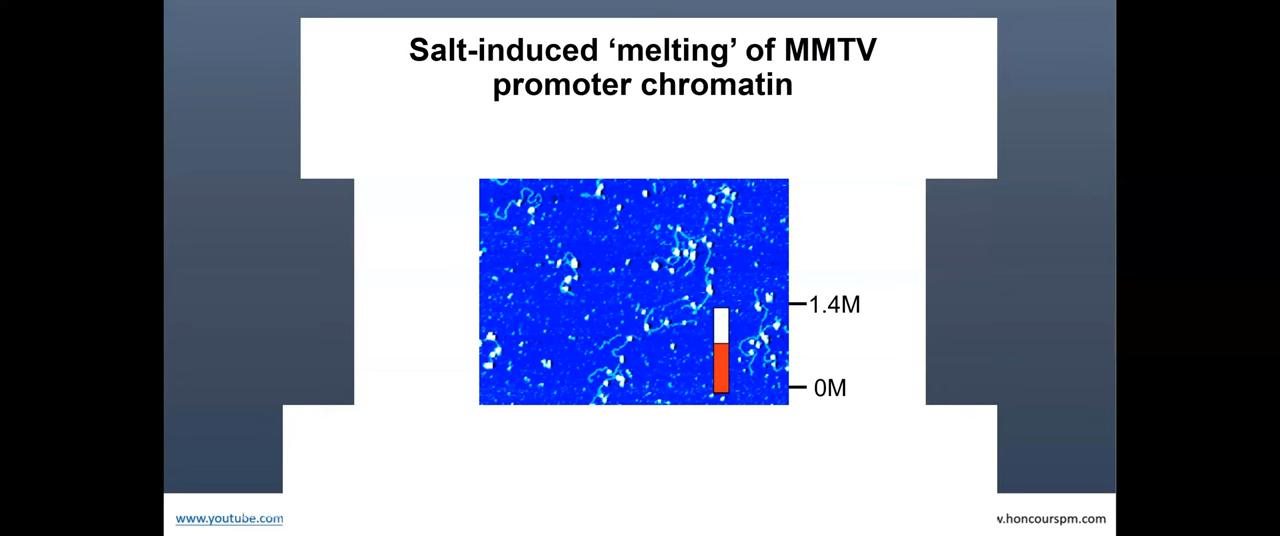 Salt-induced ‘melting’ of MMTV
promoter chromatin
1.4M
0M
www.youtube.com
w.honcourspm.com